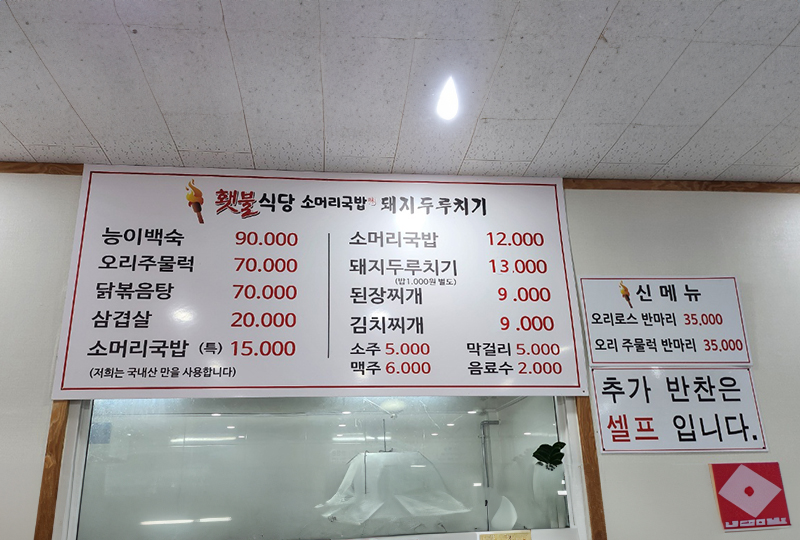 횃불식당 소머리국밥 돼지두루치기
능이백숙 90.000
오리주물럭 70.000
닭볶음탕 70.000
삼겹살 20.000
소머리국밥 (특) 15.000
(저희는 국내산 만을 사용합니다)
소머리국밥 12.000
돼지두루치기 13.000
(밥1.000원 별도)
된장찌개 9.000
김치찌개 9.000
소주 5.000 막걸리 5.000
맥주 6.000 음료수 2.000
신메뉴
오리로스 반마리 35,000
오리 주물럭 반마리 35,000
추가 반찬은
셀프 입니다.